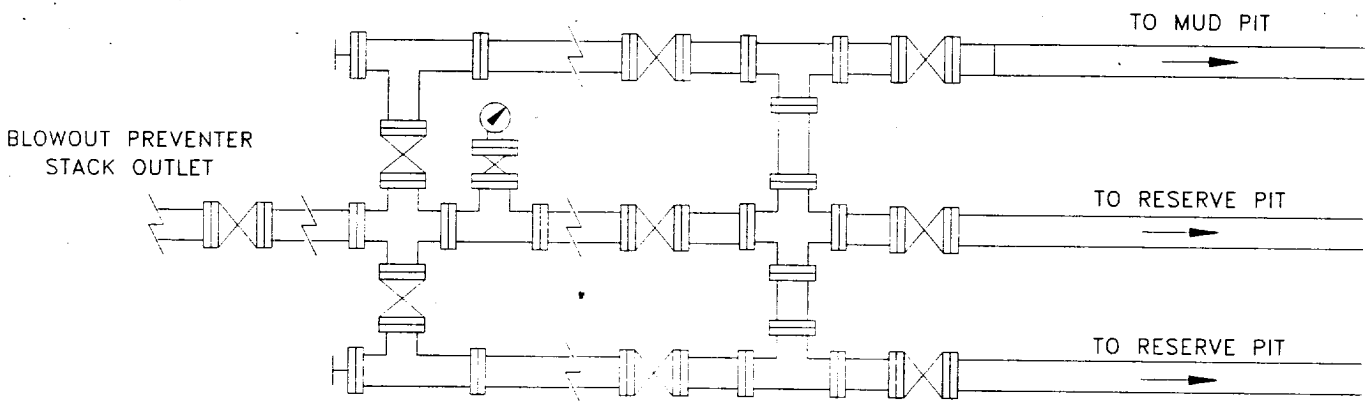 TO MUD PIT
BLOWOUT PREVENTER
STACK OUTLET
TO RESERVE PIT
TO RESERVE PIT